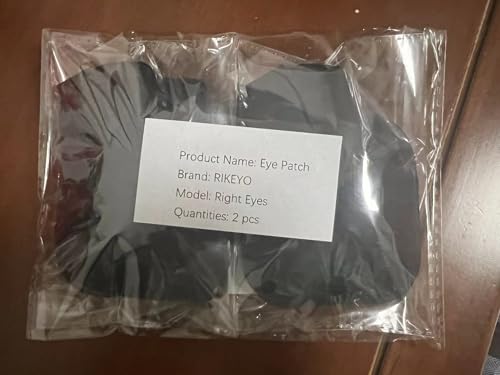 Product Name: Eye Patch
Brand: RIKEYO
Model: Right Eyes
Quantities: 2 pcs